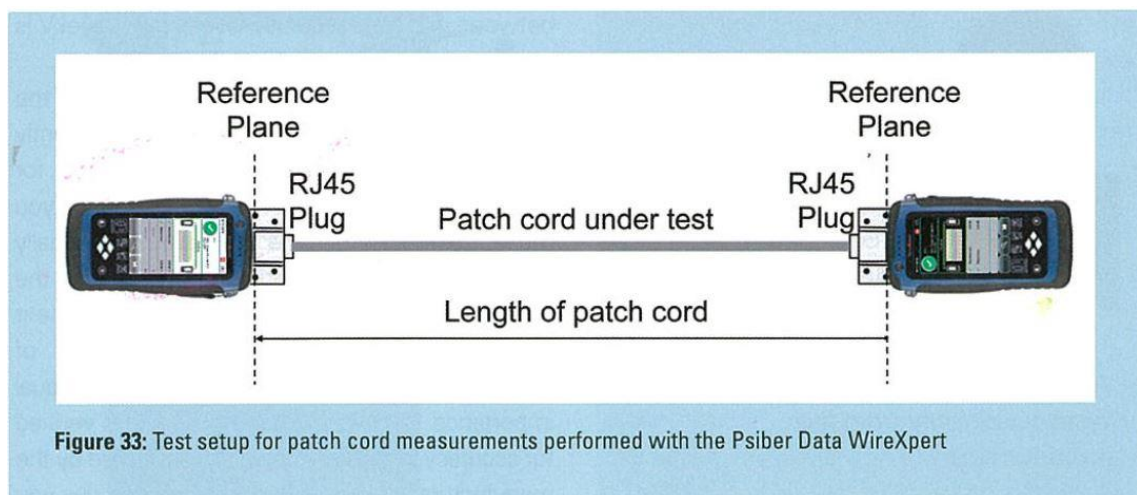 Reference
Plane
Reference
Plane
RJ45
Plug
RJ45
Plug
Patch cord under test
Length of patch cord
Figure 33: Test setup for patch cord measurements performed with the Psiber Data WireXpert